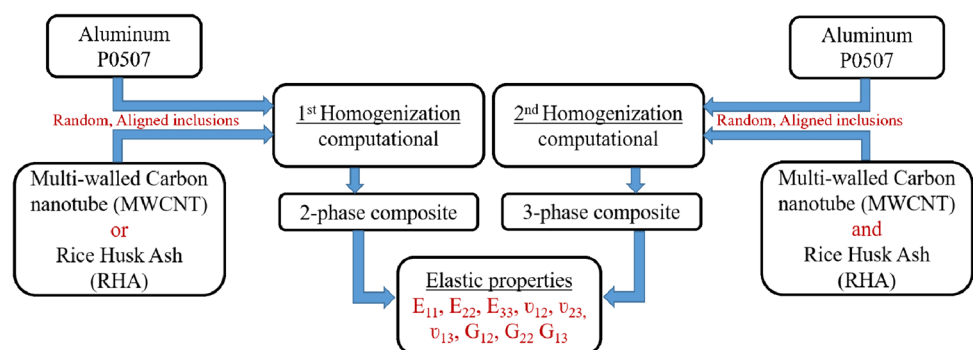 Aluminum
P0507
Random, Aligned inclusions
Multi-walled Carbon
nanotube (MWCNT)
or
Rice Husk Ash
(RHA)
1st Homogenization
computational
2-phase composite
2nd Homogenization
computational
3-phase composite
Aluminum
P0507
Random, Aligned inclusions
Multi-walled Carbon
nanotube (MWCNT)
and
Rice Husk Ash
(RHA)
Elastic properties
E11, E22, E33, υ12, υ23,
υ13, G12, G22 G13